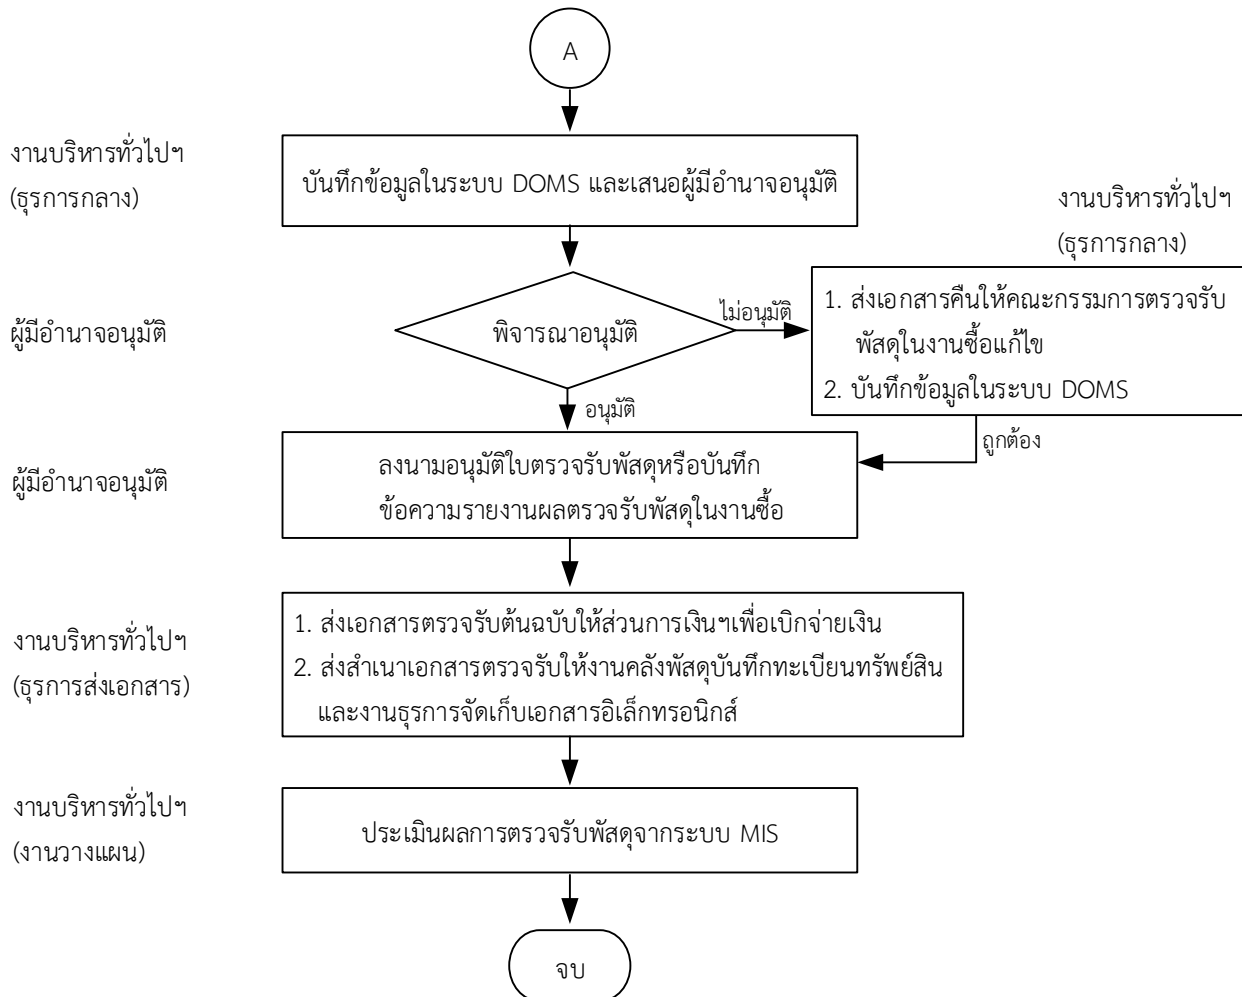 A
งานบริหารทั่วไปฯ
(ธุรการกลาง)
บันทึกข้อมูลในระบบ DOMS และเสนอผู้มีอำนาจอนุมัติ
งานบริหารทั่วไปฯ
(ธุรการกลาง)
ผู้มีอำนาจอนุมัติ
พิจารณาอนุมัติ
ไม่อนุมัติ
1. ส่งเอกสารคืนให้คณะกรรมการตรวจรับ
พัสดุในงานซื้อแก้ไข
2. บันทึกข้อมูลในระบบ DOMS
อนุมัติ
ถูกต้อง
ผู้มีอำนาจอนุมัติ
ลงนามอนุมัติใบตรวจรับพัสดุหรือบันทึก
ข้อความรายงานผลตรวจรับพัสดุในงานซื้อ
งานบริหารทั่วไปฯ
(ธุรการส่งเอกสาร)
1. ส่งเอกสารตรวจรับต้นฉบับให้ส่วนการเงินฯเพื่อเบิกจ่ายเงิน
2. ส่งสำเนาเอกสารตรวจรับให้งานคลังพัสดุบันทึกทะเบียนทรัพย์สิน
และงานธุรการจัดเก็บเอกสารอิเล็กทรอนิกส์
งานบริหารทั่วไปฯ
(งานวางแผน)
ประเมินผลการตรวจรับพัสดุจากระบบ MIS
จบ